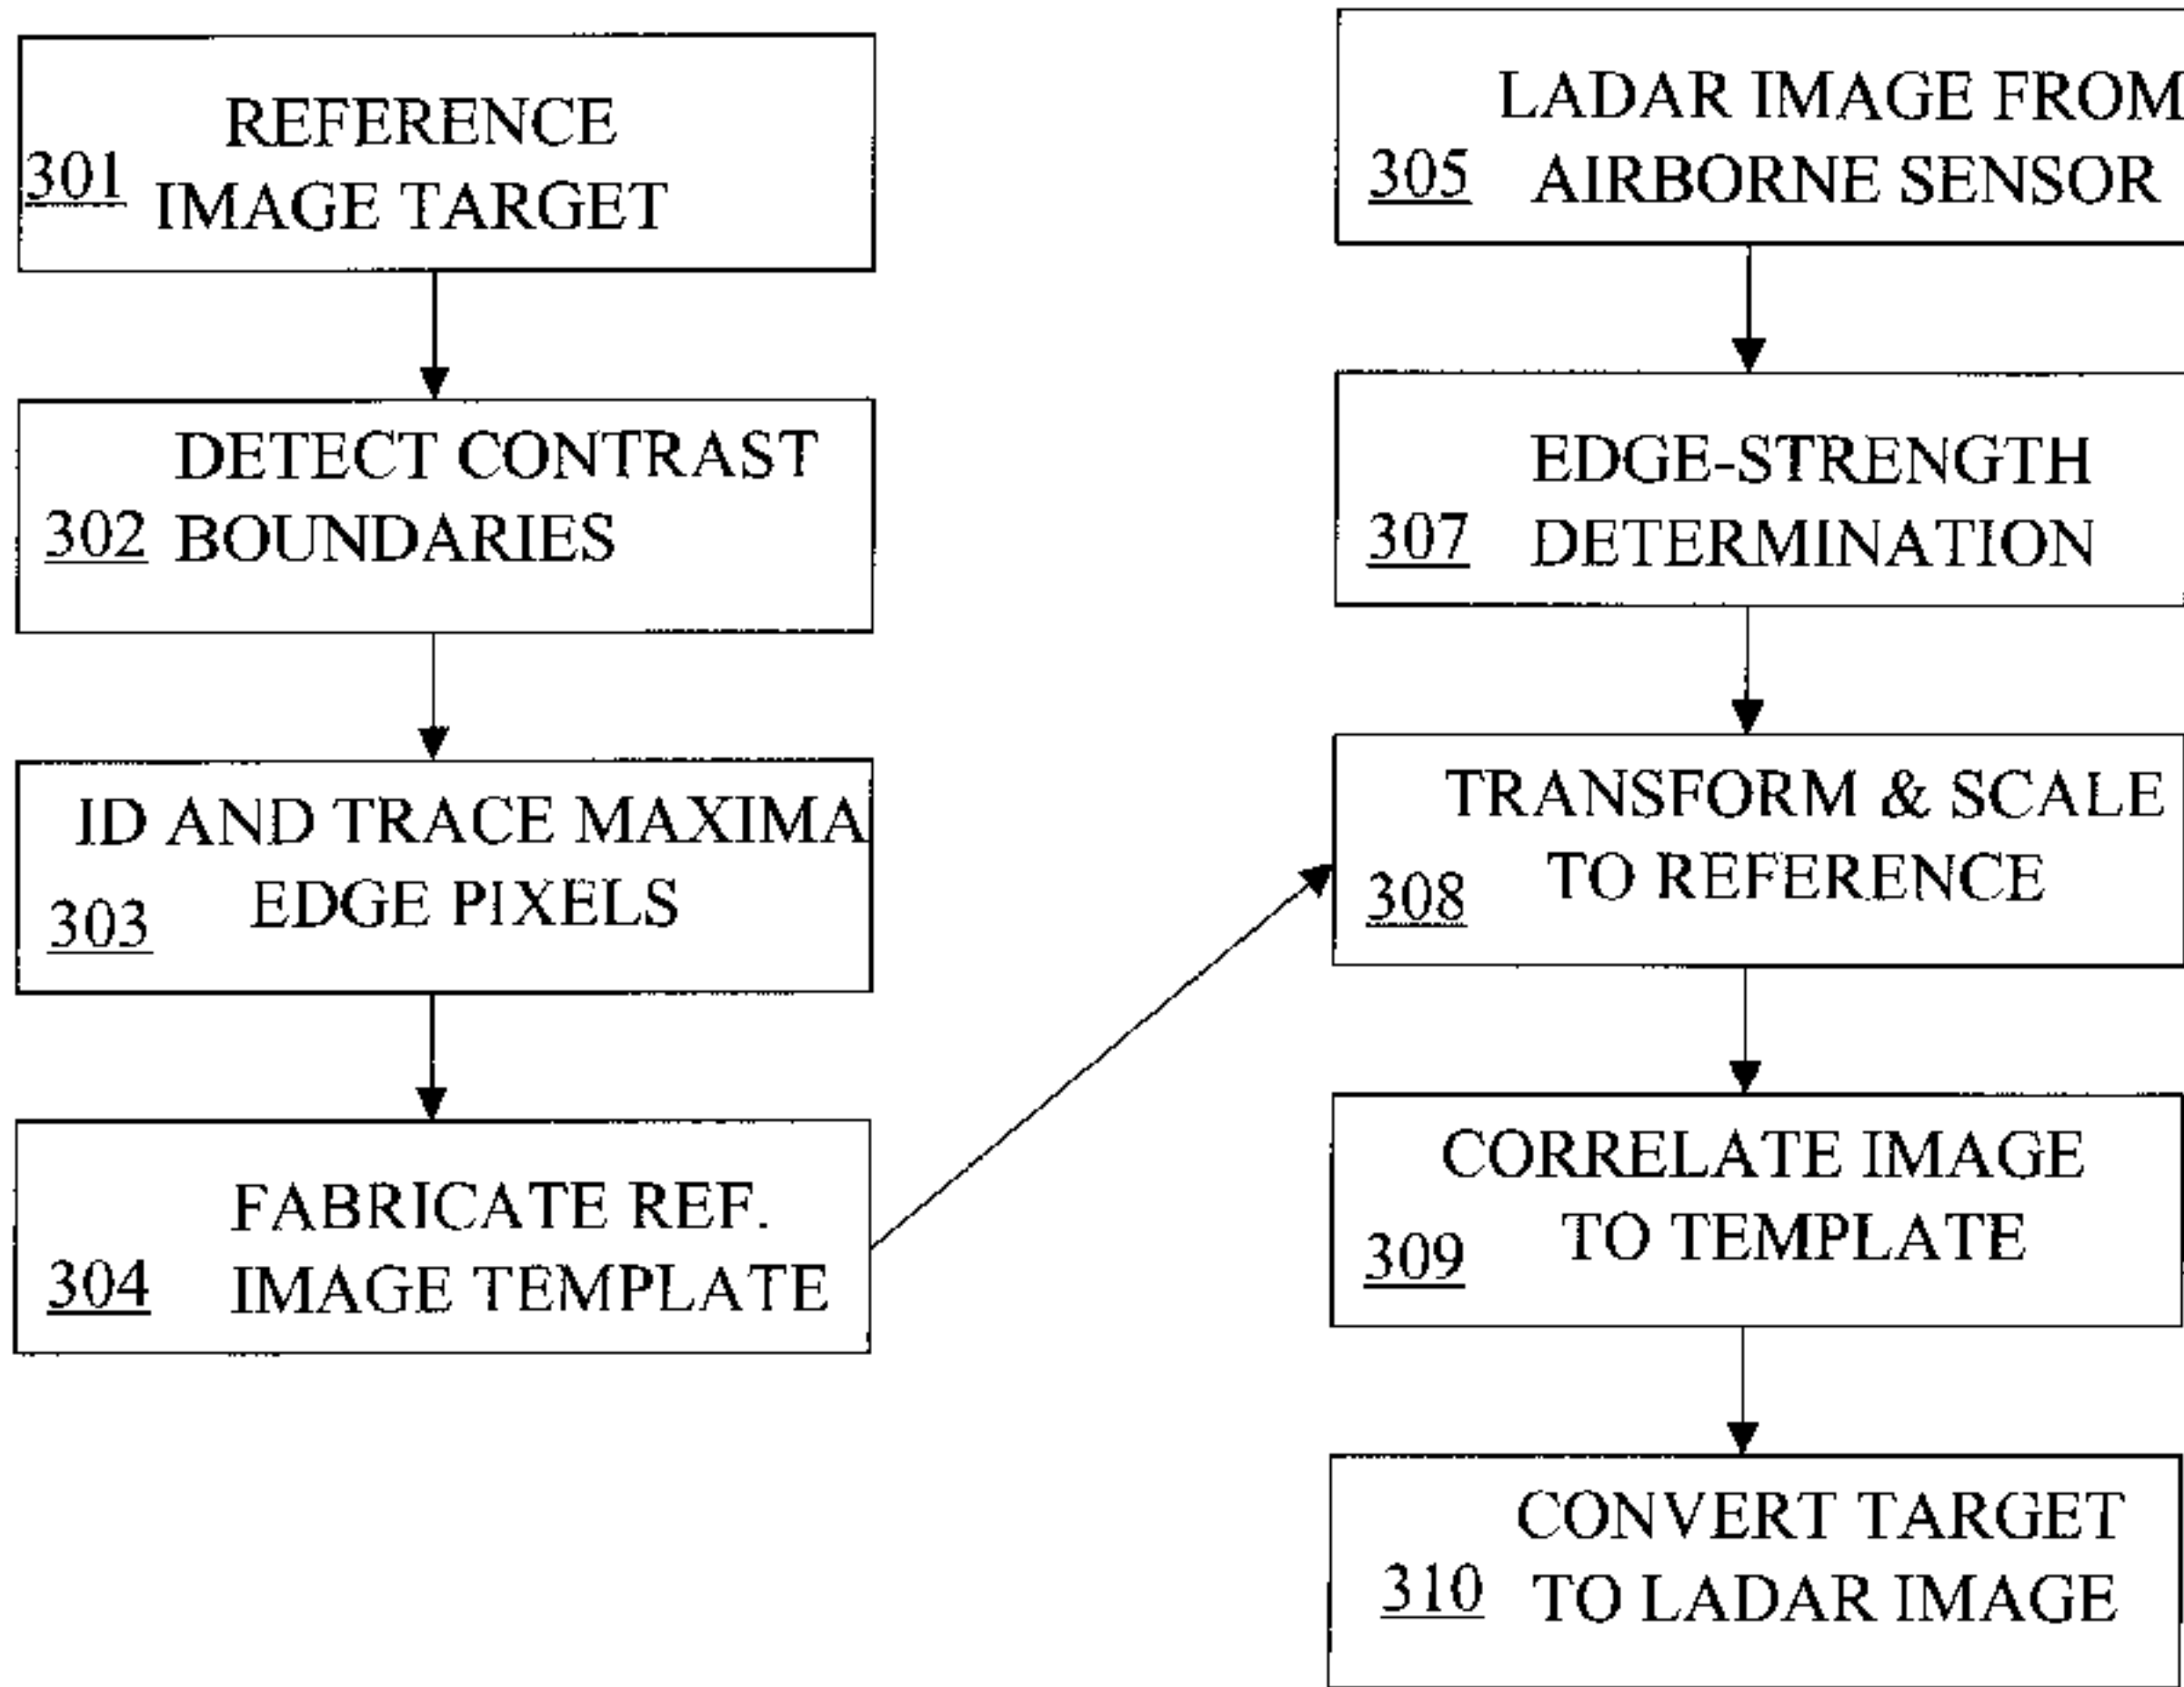 REFERENCE
301 IMAGE TARGET
DETECT CONTRAST
302 BOUNDARIES
ID AND TRACE MAXIMA
303 EDGE PIXELS
FABRICATE REF.
304 IMAGE TEMPLATE
LADAR IMAGE FROM
305 AIRBORNE SENSOR
EDGE-STRENGTH
307 DETERMINATION
TRANSFORM & SCALE
308 TO REFERENCE
CORRELATE IMAGE
309 TO TEMPLATE
CONVERT TARGET
310 TO LADAR IMAGE